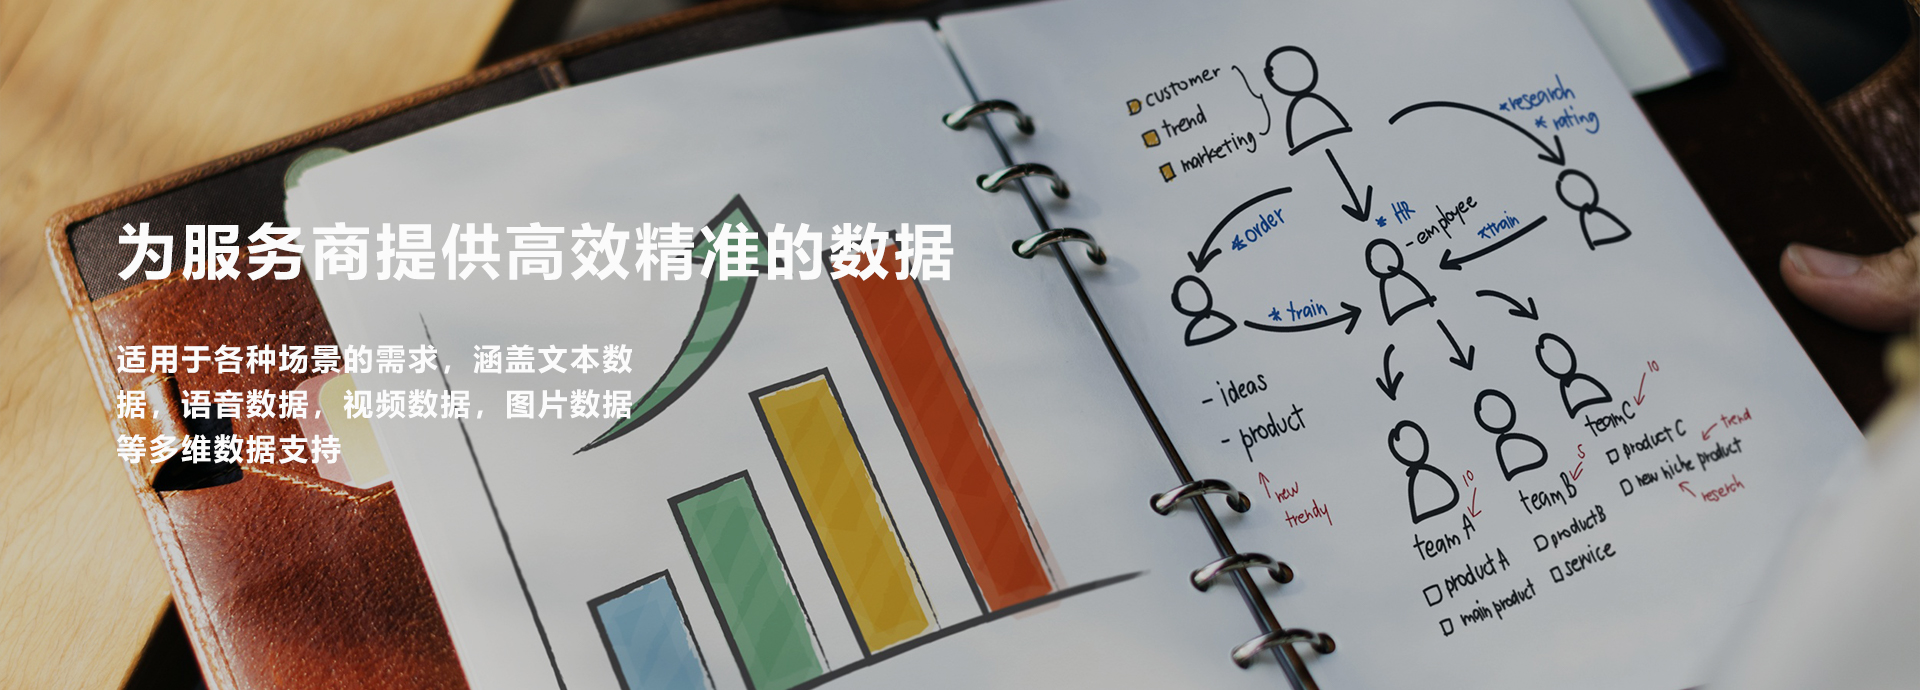 为服务商提供高效精准的数据
适用于各种场景的需求，涵盖文本数
据，语音数据，视频数据，图片数据
等多维数据支持
customer
trend
marketing
*research
*rating
*order
*HR
-employee
*train
*train
- ideas
- product
new
trendy
team A
10
product A
main product
team B
5
product B
service
team C
10
product C
trend
new niche product
reserch